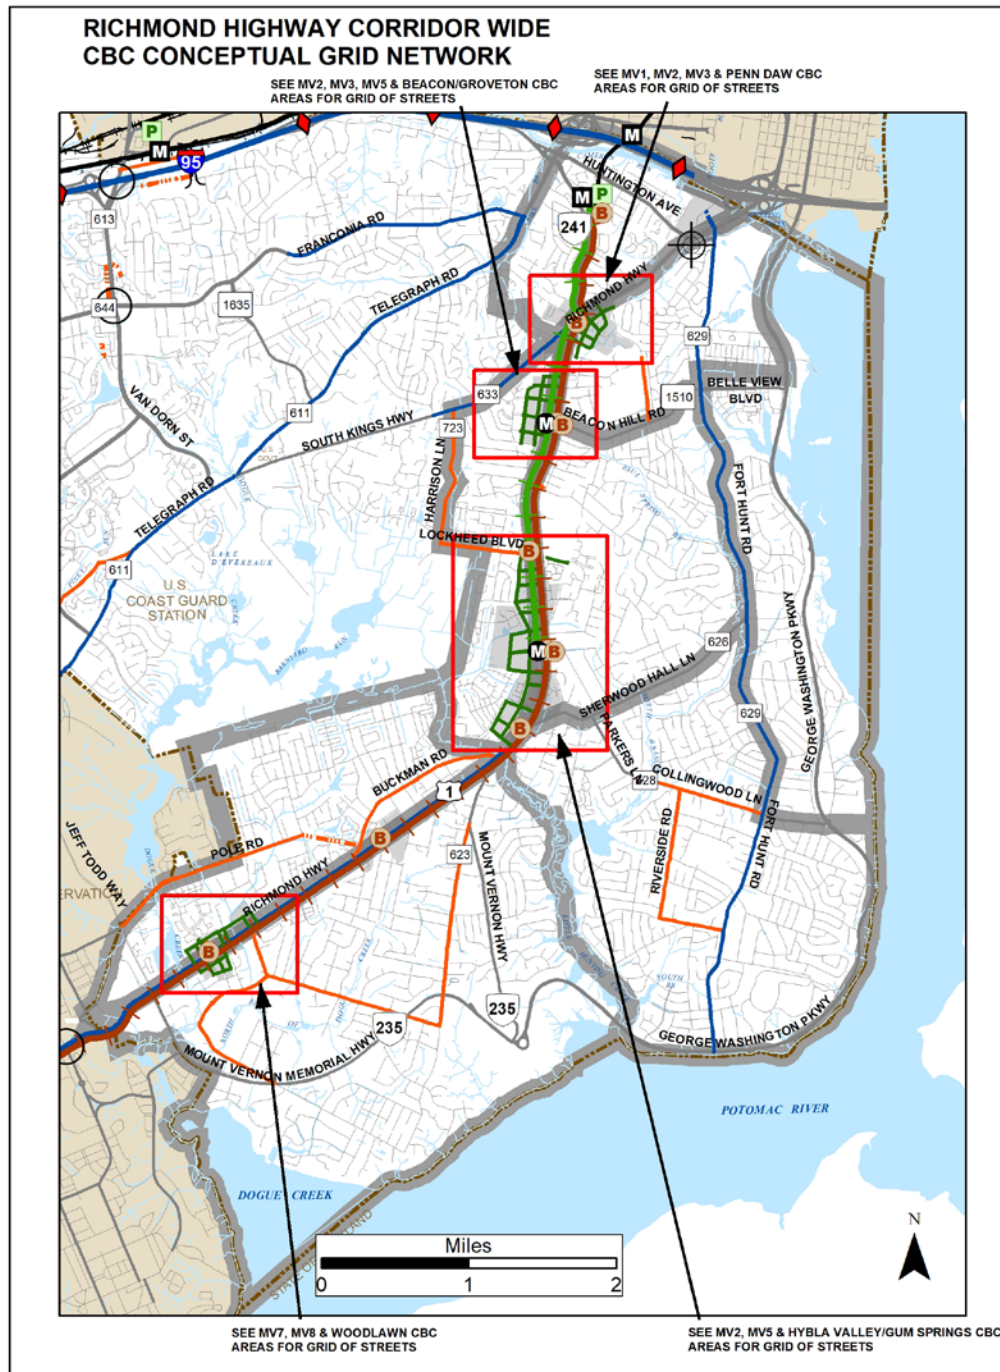 RICHMOND HIGHWAY CORRIDOR WIDE
CBC CONCEPTUAL GRID NETWORK
SEE MV2, MV3, MV5 & BEACON/GROVETON CBC
AREAS FOR GRID OF STREETS
SEE MV1, MV2, MV3 & PENN DAW CBC
AREAS FOR GRID OF STREETS
P
M
95
M
HUNTINGTON AVE
M
P
B
241
613
FRANCONIA RD
TELEGRAPH RD
RICHMOND HWY
644
1635
B
629
633
BELLE VIEW
BLVD
1510
VAN DORN ST
611
SOUTH KINGS HWY
723
M
B
BEACON HILL RD
HARRISON LN
FORT HUNT RD
TELEGRAPH RD
LOCKHEED BLVD
B
LAKE
D'EVEREAUX
611
U.S
COAST GUARD
STATION
BARNYARD RUN
GEORGE WASHINGTON PKWY
M
B
626
SHERWOOD HALL LN
629
B
PARKERS L
BUCKMAN RD
628
COLLINGWOOD LN
1
JEFF TODD WAY
POLE RD
B
623
MOUNT VERNON HWY
RIVERSIDE RD
FORT HUNT RD
ERVATION
RICHMOND HWY
B
235
235
MOUNT VERNON MEMORIAL HWY
GEORGE WASHINGTON PKWY
POTOMAC RIVER
DOGUE CREEK
N
Miles
0
1
2
SEE MV7, MV8 & WOODLAWN CBC
AREAS FOR GRID OF STREETS
SEE MV2, MV5 & HYBLA VALLEY/GUM SPRINGS CBC
AREAS FOR GRID OF STREETS